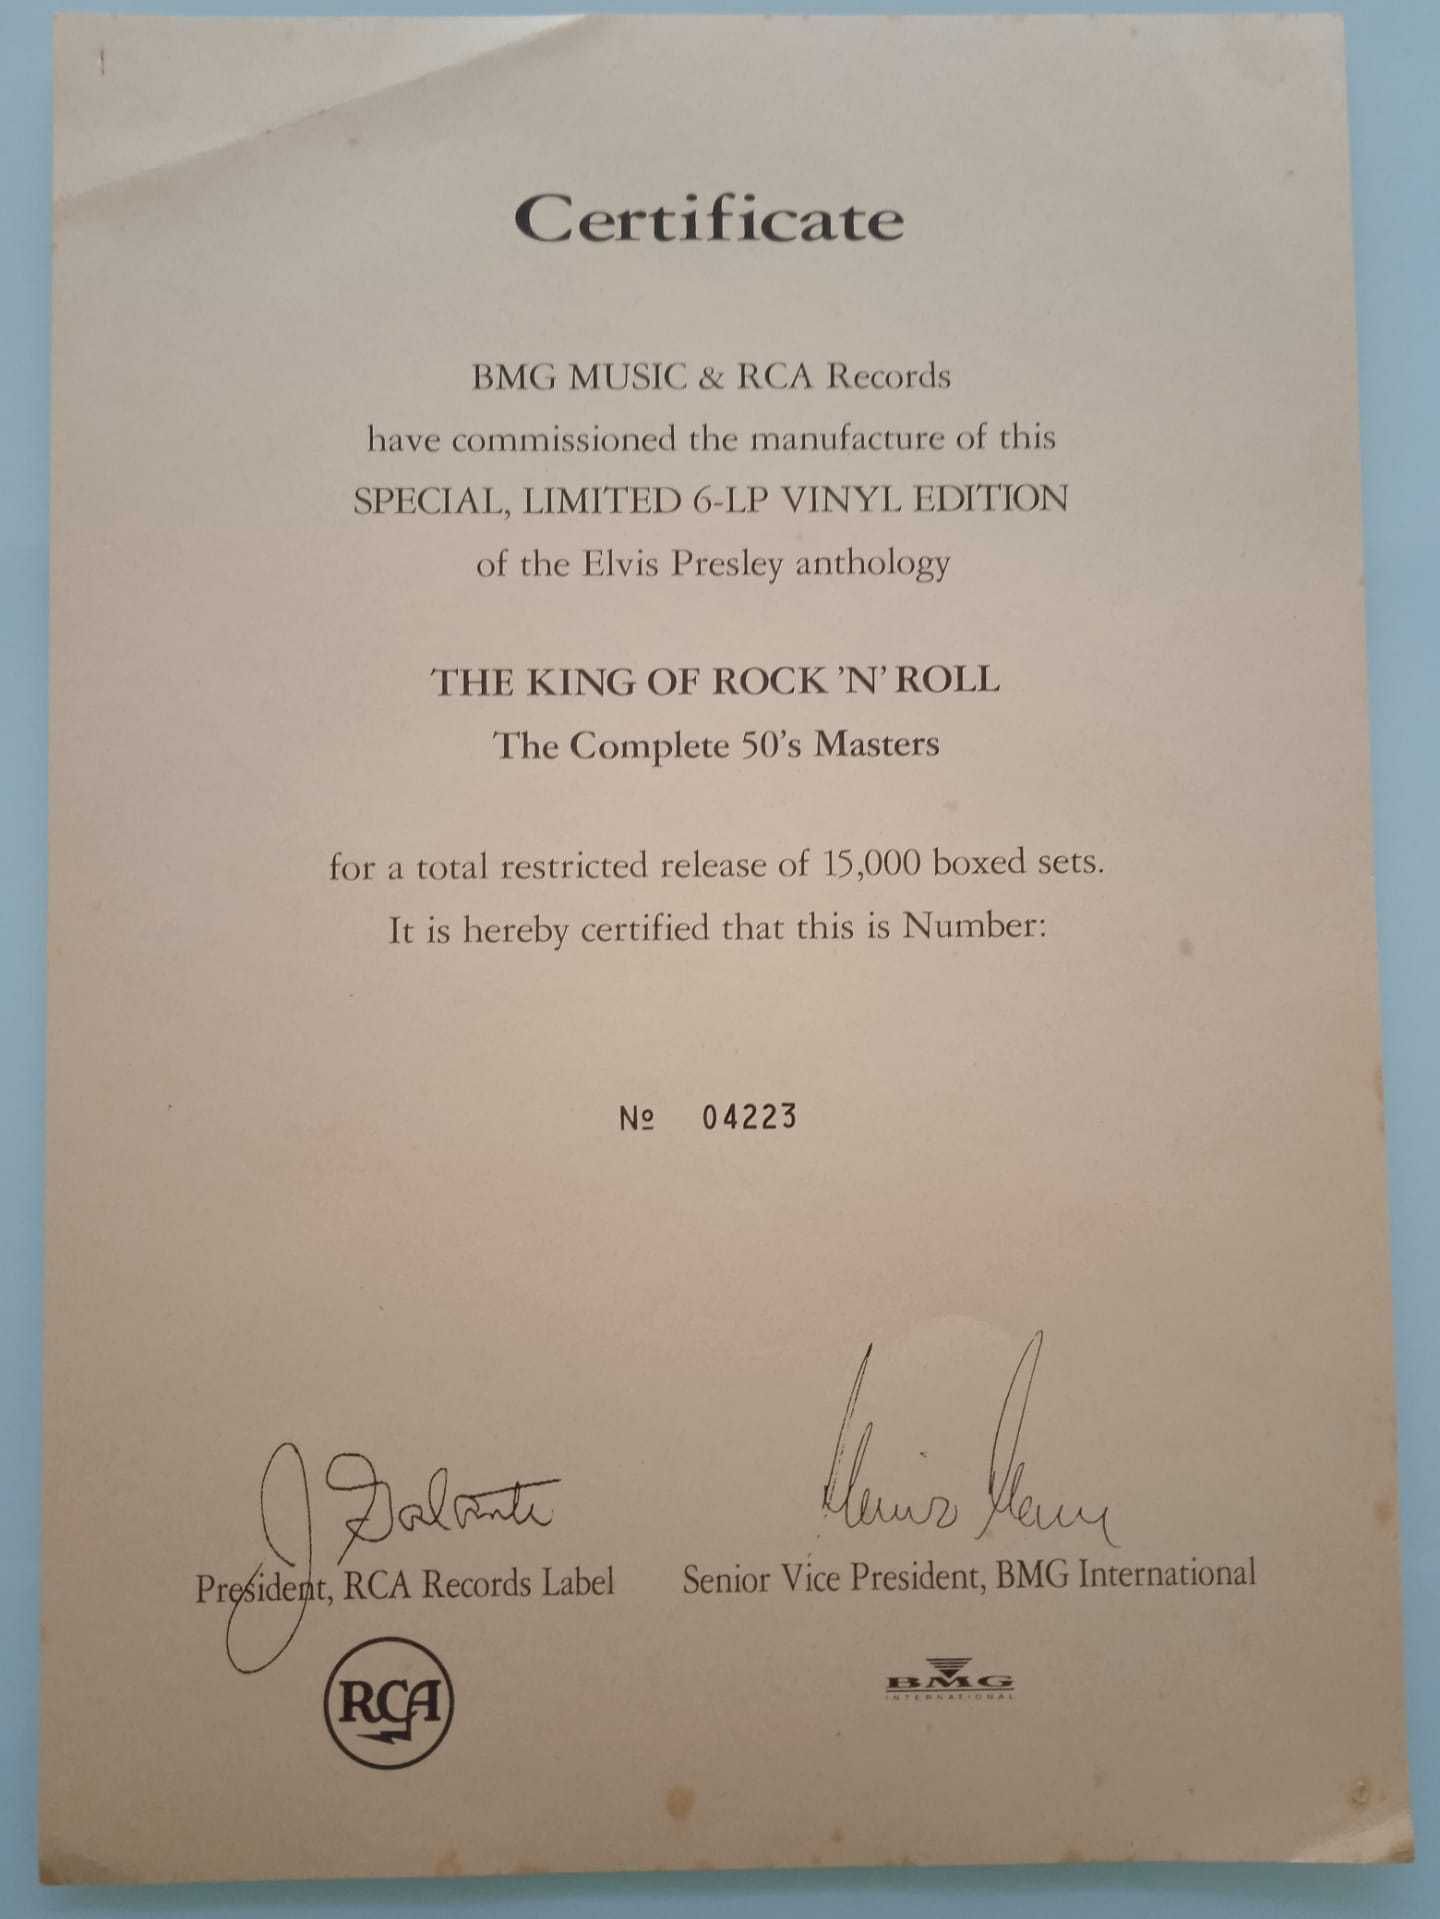 Certificate
BMG MUSIC & RCA Records
have commissioned the manufacture of this
SPECIAL, LIMITED 6-LP VINYL EDITION
of the Elvis Presley anthology
THE KING OF ROCK 'N' ROLL
The Complete 50's Masters
for a total restricted release of 15,000 boxed sets.
It is hereby certified that this is Number:
Nº 04223
J Galante
President, RCA Records Label
Senior Vice President, BMG International
RCA
BMG
INTERNATIONAL